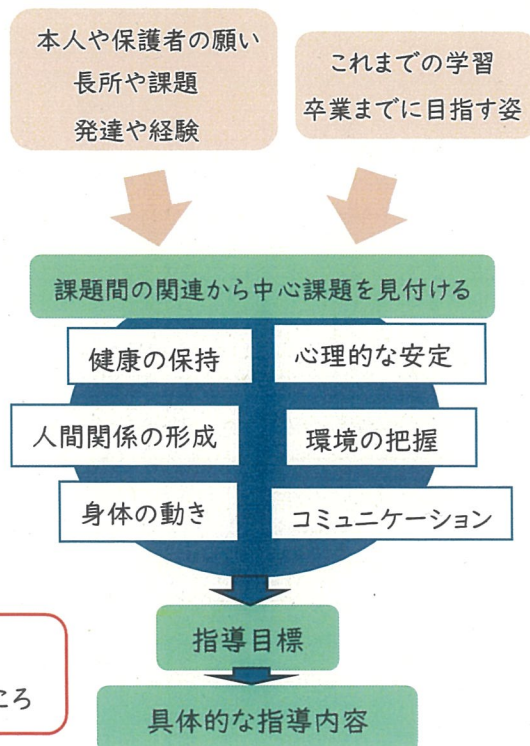 本人や保護者の願い
長所や課題
発達や経験
これまでの学習
卒業までに目指す姿
課題間の関連から中心課題を見付ける
健康の保持
心理的な安定
人間関係の形成
環境の把握
身体の動き
コミュニケーション
指導目標
ころ
具体的な指導内容